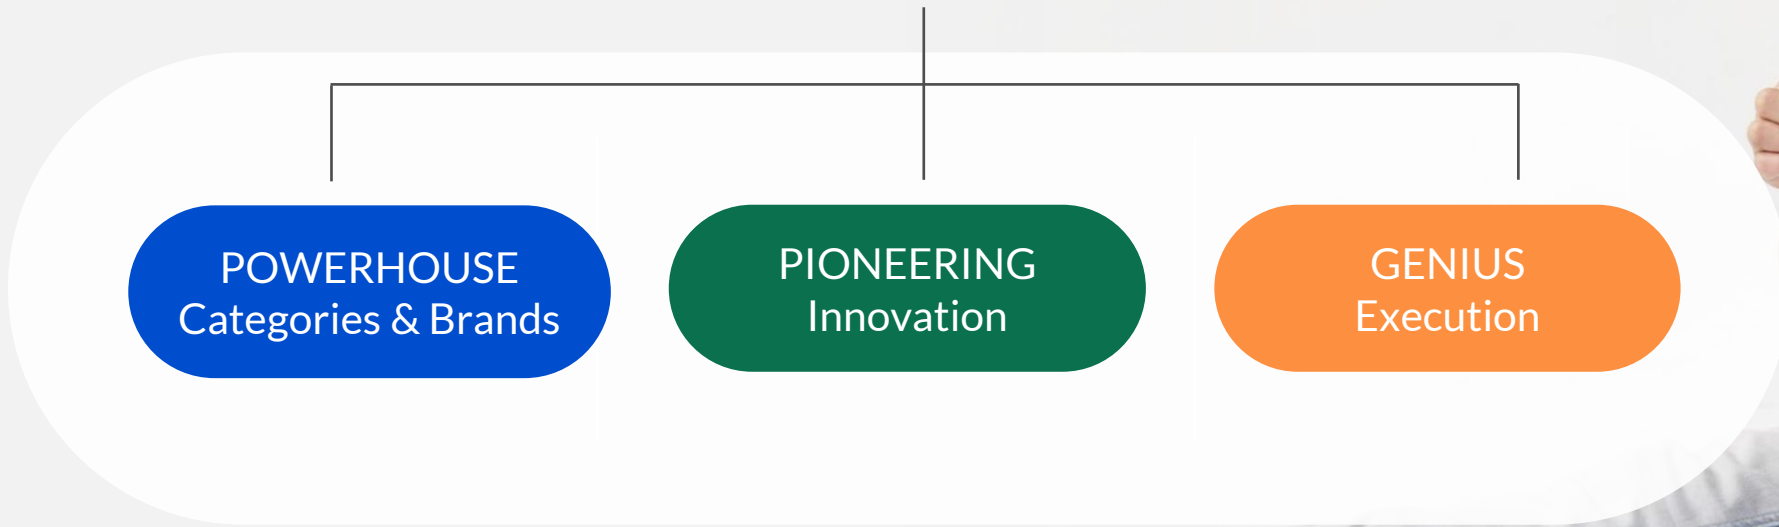 POWERHOUSE
Categories & Brands
PIONEERING
Innovation
GENIUS
Execution